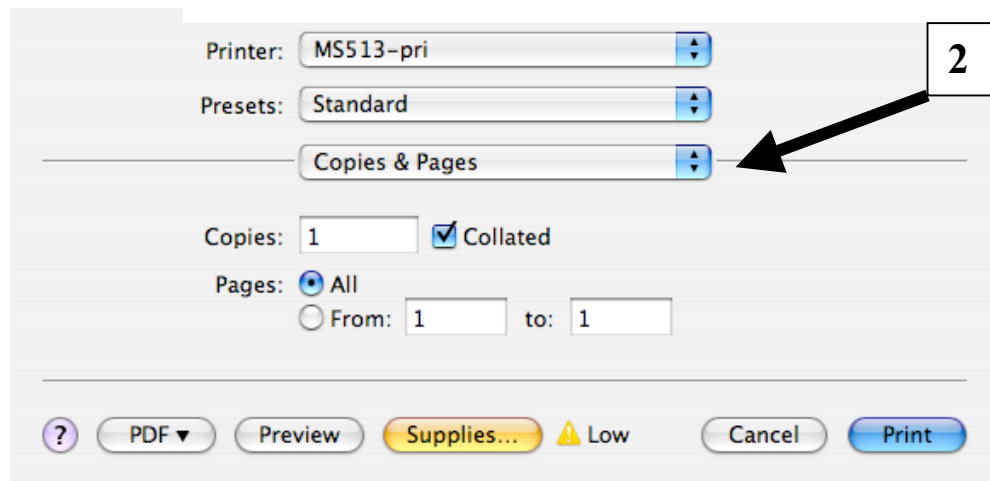 Printer: MS513-pri
2
Presets: Standard
Copies & Pages
Copies: 1 Collated
Pages: All
From: 1 to: 1
? PDF Preview Supplies... Low Cancel Print